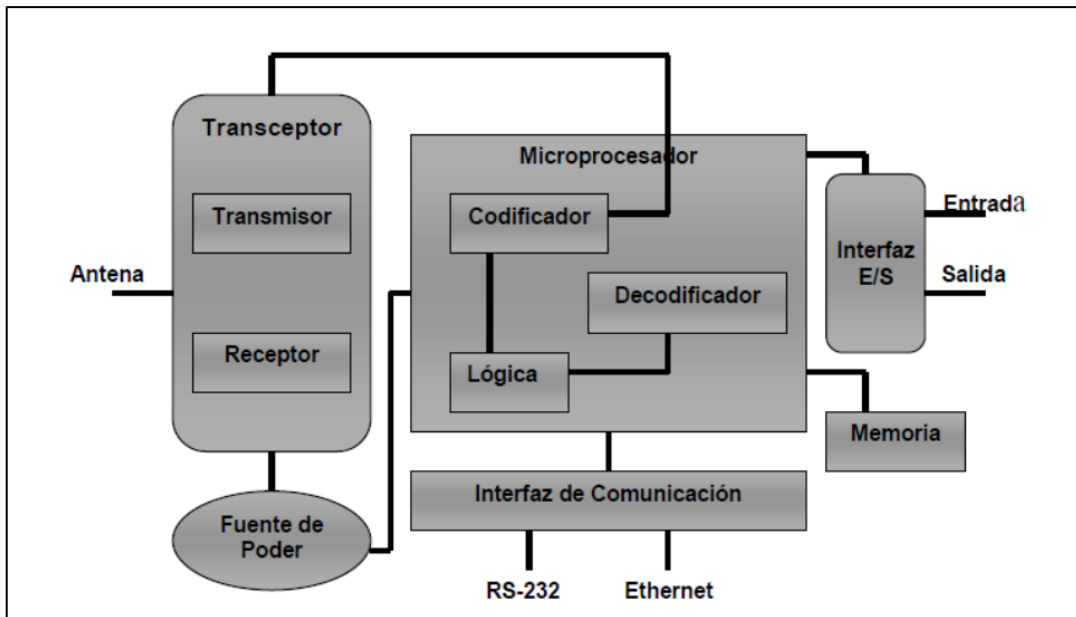 Transceptor
Transmisor
Receptor
Antena
Fuente de
Poder
Microprocesador
Codificador
Decodificador
Lógica
Interfaz de Comunicación
RS-232
Ethernet
Interfaz
E/S
Entrada
Salida
Memoria